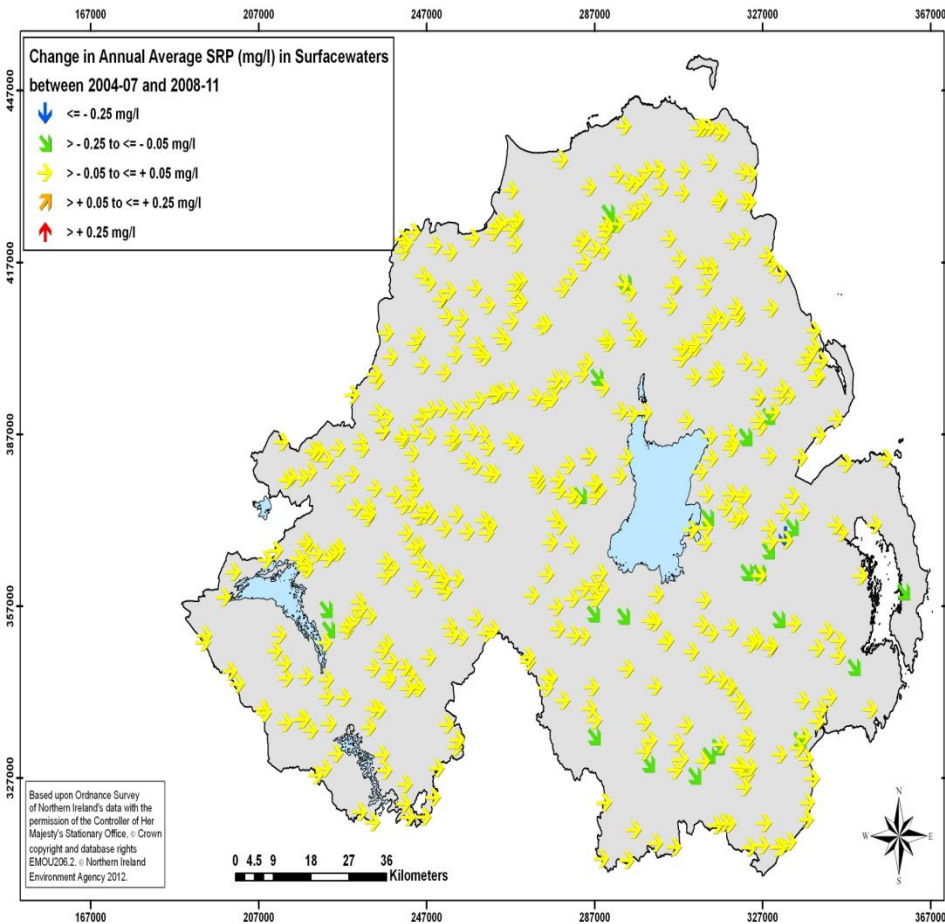 167000 207000 247000 287000 327000 367000
Change in Annual Average SRP (mg/l) in Surfacewaters
between 2004-07 and 2008-11
<= - 0.25 mg/l
> - 0.25 to <= - 0.05 mg/l
> - 0.05 to <= + 0.05 mg/l
> + 0.05 to <= + 0.25 mg/l
> + 0.25 mg/l
447000
447000
417000
417000
387000
387000
357000
357000
327000
327000
Based upon Ordnance Survey
of Northern Ireland's data with the
permission of the Controller of Her
Majesty's Stationary Office, © Crown
copyright and database rights
EMOU206.2. © Northern Ireland
Environment Agency 2012.
0 4.5 9 18 27 36
Kilometers
N
W E
S
167000 207000 247000 287000 327000 367000